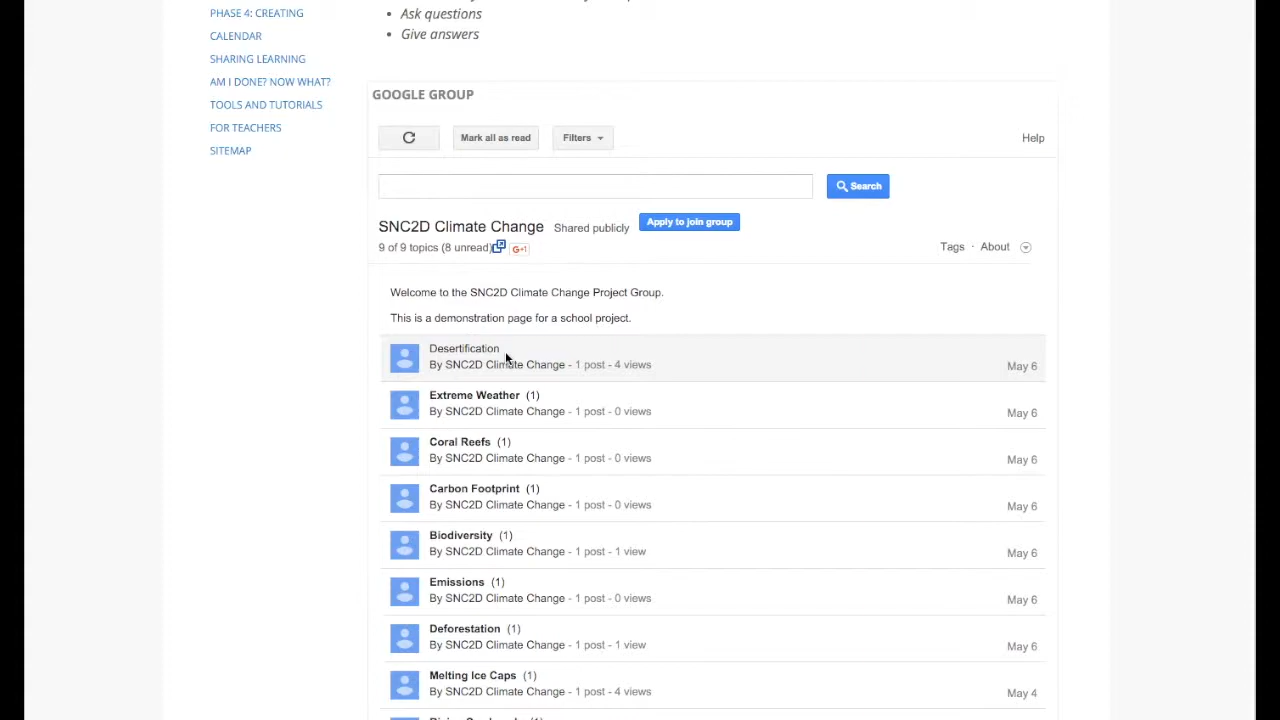 PHASE 4: CREATING
CALENDAR
SHARING LEARNING
AM I DONE? NOW WHAT?
TOOLS AND TUTORIALS
FOR TEACHERS
SITEMAP
• Ask questions
• Give answers
GOOGLE GROUP
Mark all as read
Filters
Help
Search
SNC2D Climate Change Shared publicly Apply to join group
9 of 9 topics (8 unread) G+1
Tags · About
Welcome to the SNC2D Climate Change Project Group.
This is a demonstration page for a school project.
Desertification
By SNC2D Climate Change - 1 post - 4 views May 6
Extreme Weather (1)
By SNC2D Climate Change - 1 post - 0 views May 6
Coral Reefs (1)
By SNC2D Climate Change - 1 post - 0 views May 6
Carbon Footprint (1)
By SNC2D Climate Change - 1 post - 0 views May 6
Biodiversity (1)
By SNC2D Climate Change - 1 post - 1 view May 6
Emissions (1)
By SNC2D Climate Change - 1 post - 0 views May 6
Deforestation (1)
By SNC2D Climate Change - 1 post - 1 view May 6
Melting Ice Caps (1)
By SNC2D Climate Change - 1 post - 4 views May 4